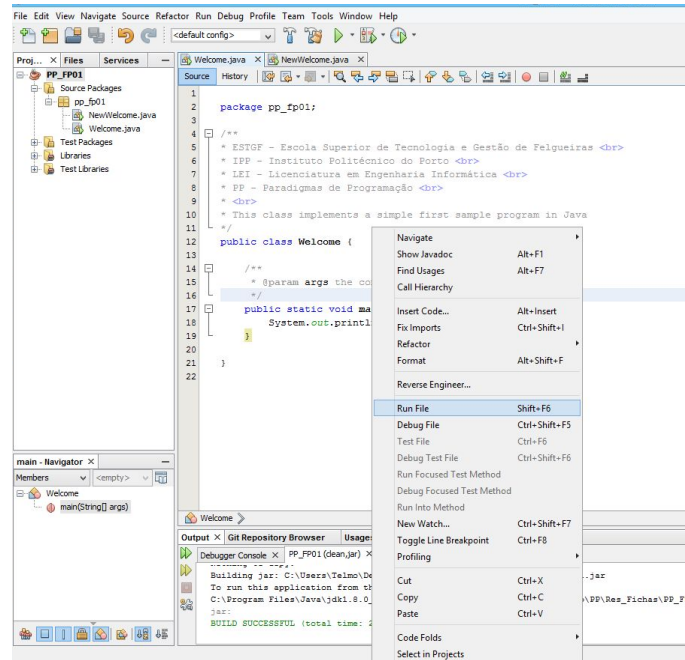 File Edit View Navigate Source Refactor Run Debug Profile Team Tools Window Help
<default config>
Proj... X Files Services
Welcome.java X NewWelcome.java X
Source History
PP_FP01
Source Packages
pp_fp01
NewWelcome.java
Welcome.java
Test Packages
Libraries
Test Libraries
1
2 package pp_fp01;
3
4 /**
5 * ESTGF - Escola Superior de Tecnologia e Gestão de Felgueiras <br>
6 * IPP - Instituto Politécnico do Porto <br>
7 * LEI - Licenciatura em Engenharia Informática <br>
8 * PP - Paradigmas de Programação <br>
9 * <br>
10 * This class implements a simple first sample program in Java
11 */
12 public class Welcome {
13
14 /**
15 * @param args the co
16 */
17 public static void ma
18 System.out.printl
19 }
20
21 }
22
Navigate
Show Javadoc Alt+F1
Find Usages Alt+F7
Call Hierarchy
Insert Code... Alt+Insert
Fix Imports Ctrl+Shift+I
Refactor
Format Alt+Shift+F
Reverse Engineer...
Run File Shift+F6
Debug File Ctrl+Shift+F5
Test File Ctrl+F6
Debug Test File Ctrl+Shift+F6
Run Focused Test Method
Debug Focused Test Method
Run Into Method
New Watch... Ctrl+Shift+F7
Toggle Line Breakpoint Ctrl+F8
Profiling
Cut Ctrl+X
Copy Ctrl+C
Paste Ctrl+V
Code Folds
Select in Projects
main - Navigator X
Members <empty>
Welcome
main(String[] args)
Welcome
Output X Git Repository Browser Usage
Debugger Console X PP_FP01 (clean,jar) X
Building jar: C:\Users\Telmo\De .jar
To run this application from th
C:\Program Files\Java\jdk1.8.0_ \PP\Res_Fichas\PP_F
jar:
BUILD SUCCESSFUL (total time: 2